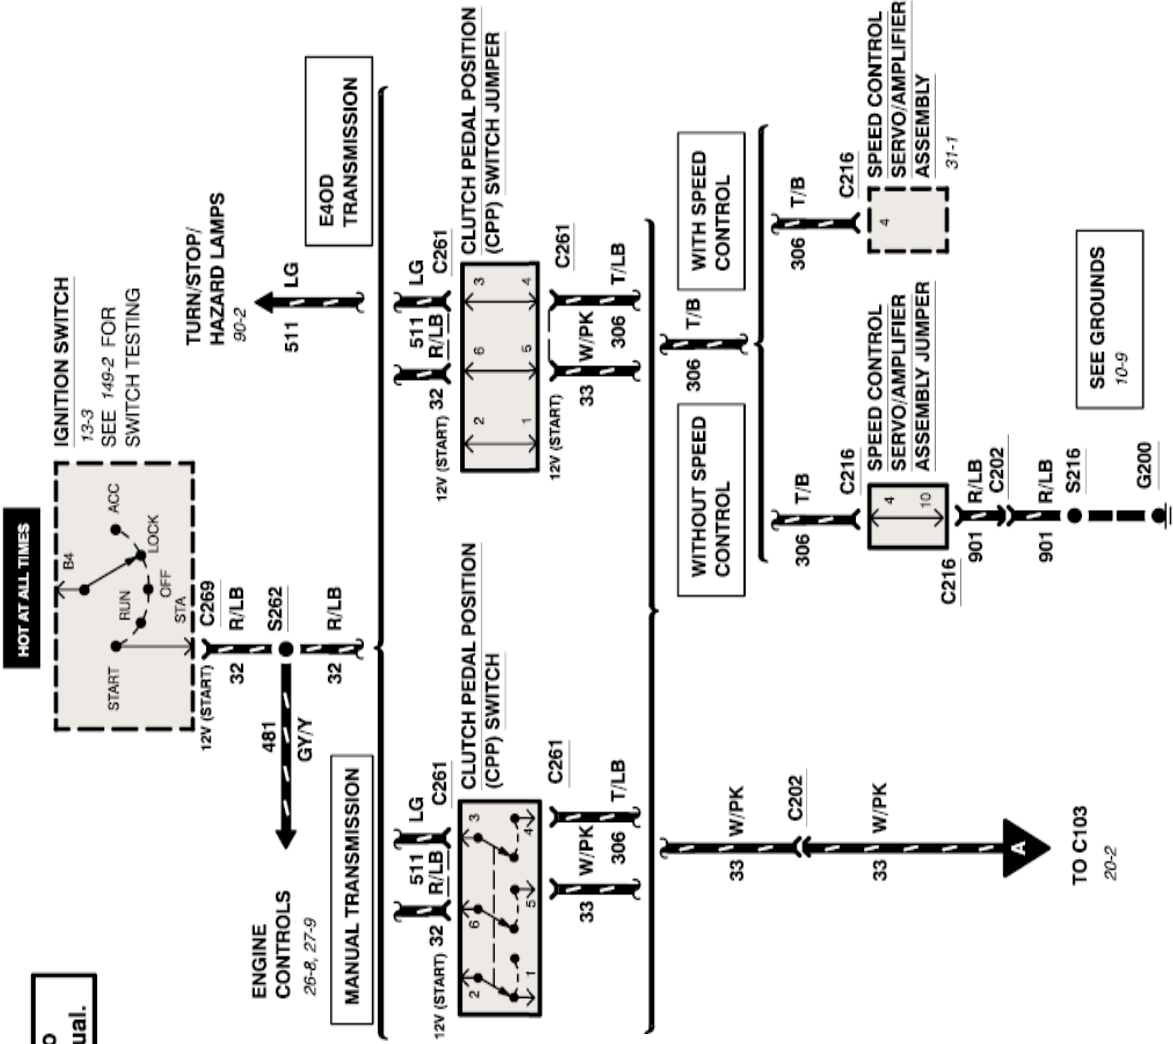 HOT AT ALL TIMES
IGNITION SWITCH
13-3
SEE 149-2 FOR
SWITCH TESTING
B4
ACC
LOCK
OFF
RUN
START
STA
12V (START)
C269
32
R/LB
S262
481
GY/Y
32
R/LB
ENGINE
CONTROLS
26-8, 27-9
TURN/STOP/
HAZARD LAMPS
90-2
511
LG
MANUAL TRANSMISSION
E4OD
TRANSMISSION
12V (START)
32
R/LB
511
LG
C261
2
6
3
1
5
4
CLUTCH PEDAL POSITION
(CPP) SWITCH
33
W/PK
306
T/LB
C261
12V (START)
32
R/LB
511
LG
C261
2
6
3
1
5
4
CLUTCH PEDAL POSITION
(CPP) SWITCH JUMPER
12V (START)
33
W/PK
306
T/LB
C261
33
W/PK
C202
33
W/PK
A
TO C103
20-2
306
T/B
WITHOUT SPEED
CONTROL
WITH SPEED
CONTROL
306
T/B
C216
4
10
SPEED CONTROL
SERVO/AMPLIFIER
ASSEMBLY JUMPER
C216
901
R/LB
C202
901
R/LB
S216
G200
306
T/B
C216
4
SPEED CONTROL
SERVO/AMPLIFIER
ASSEMBLY
31-1
SEE GROUNDS
10-9
ual.